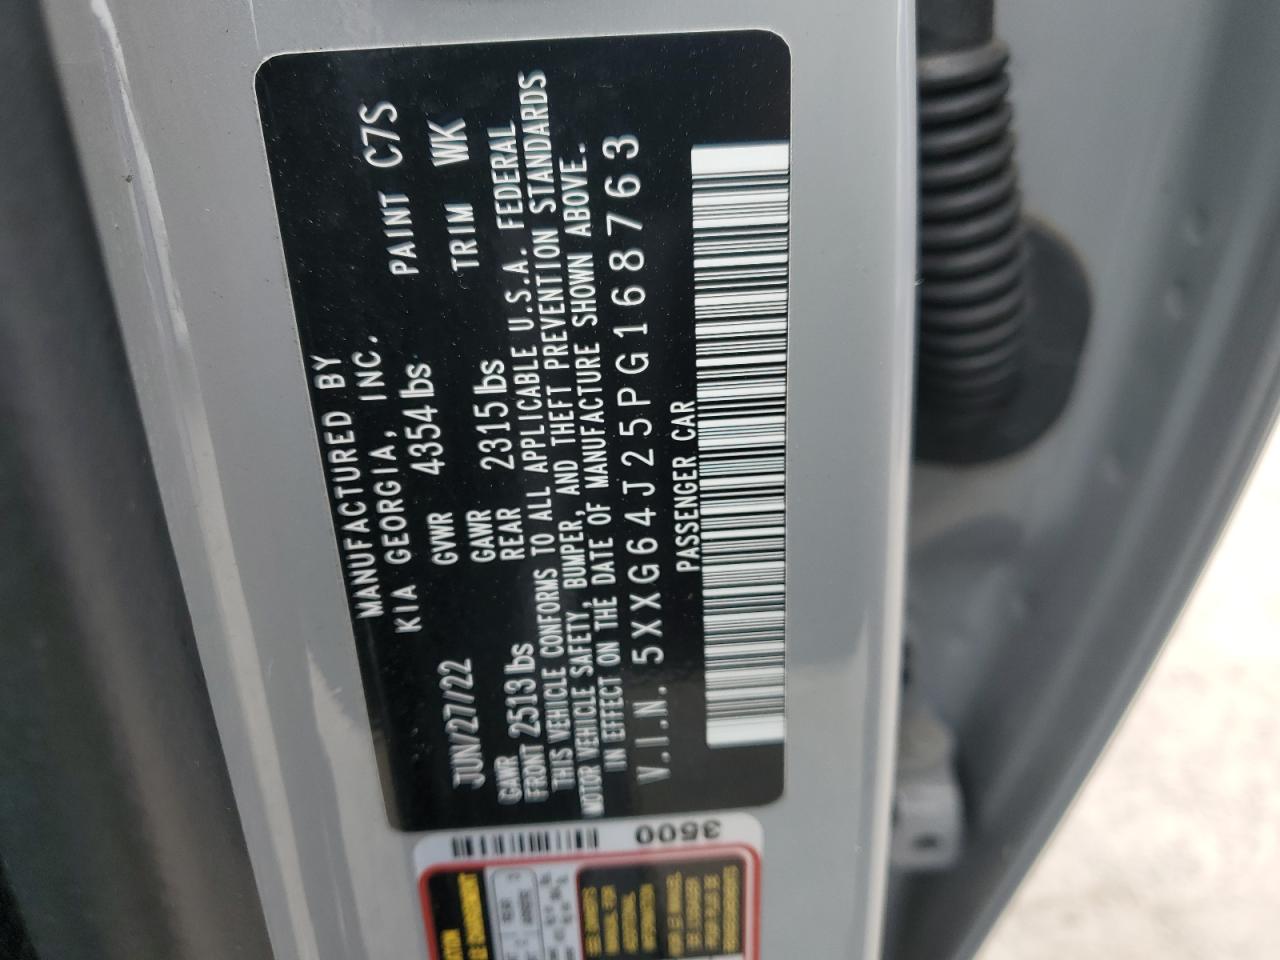 MANUFACTURED BY
KIA GEORGIA, INC. PAINT C7S
JUN/27/22 GVWR 4354 lbs TRIM WK
GAWR FRONT 2513 lbs GAWR REAR 2315 lbs
THIS VEHICLE CONFORMS TO ALL APPLICABLE U.S.A. FEDERAL
MOTOR VEHICLE SAFETY, BUMPER, AND THEFT PREVENTION STANDARDS
IN EFFECT ON THE DATE OF MANUFACTURE SHOWN ABOVE.
V.I.N. 5XXG64J25PG168763
PASSENGER CAR
3500